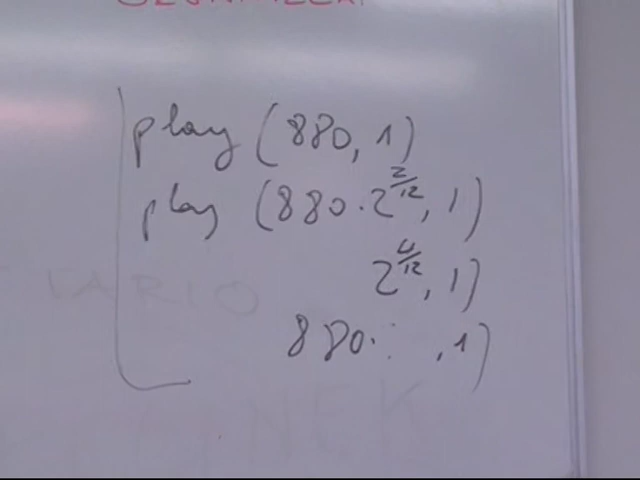 play (880, 1)
play (880 · 2^2/12, 1)
2^4/12, 1)
880 · ⋮ , 1)